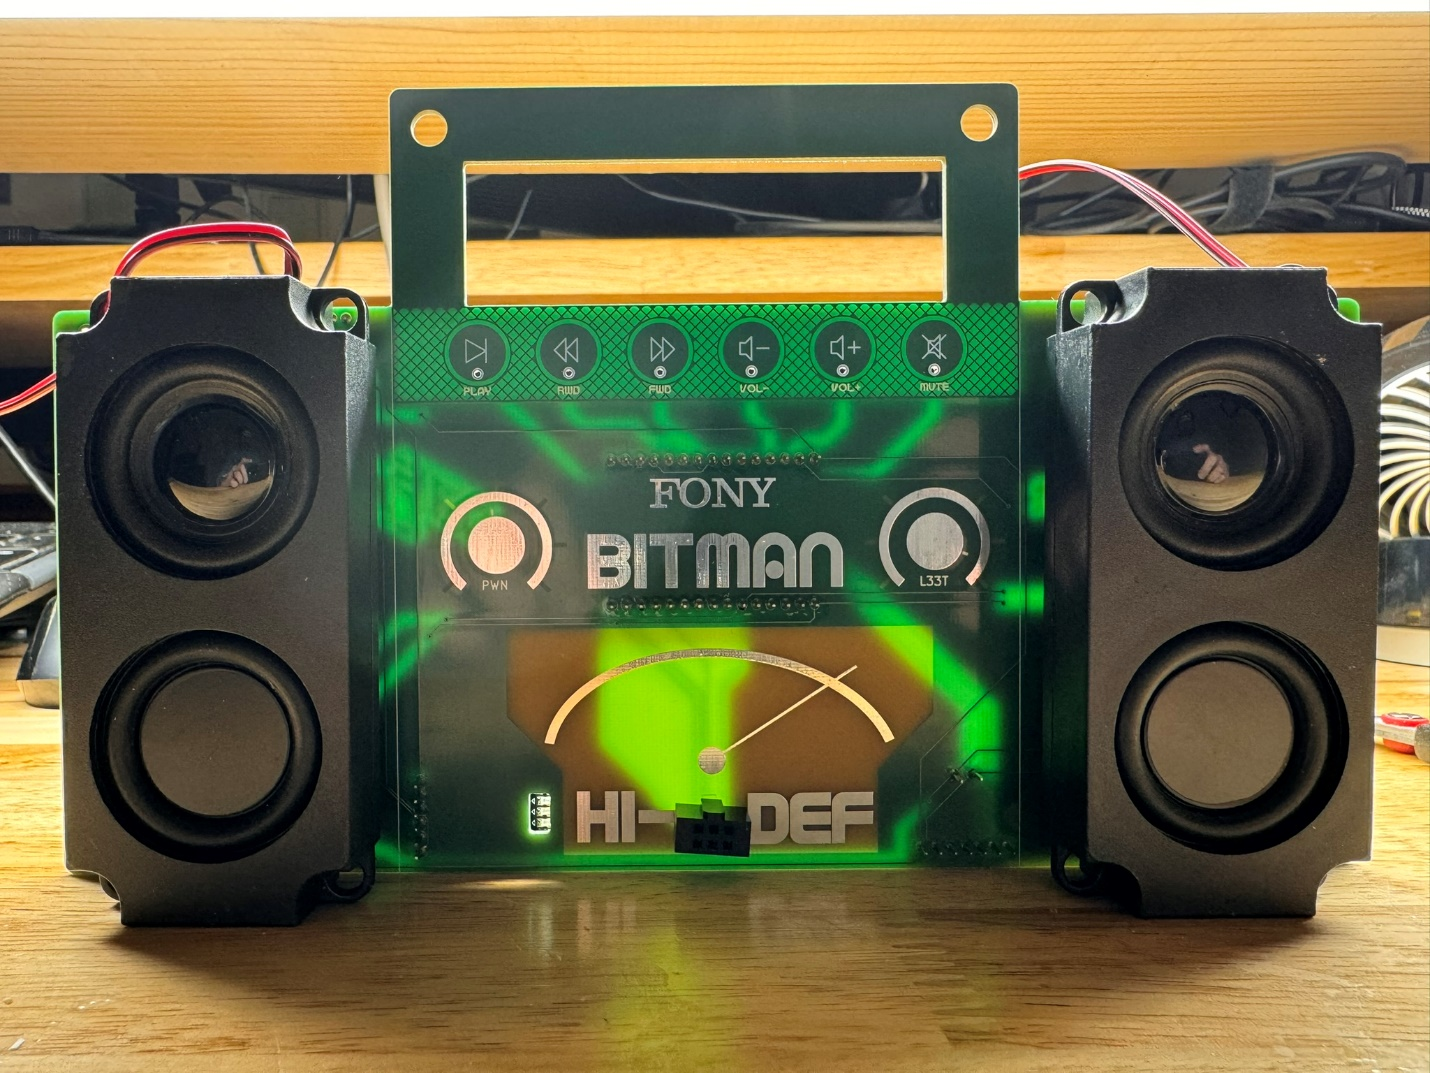 PLAY RWD FWD VOL- VOL+ MUTE
FONY
BITMAN
PWN
L33T
HI-DEF